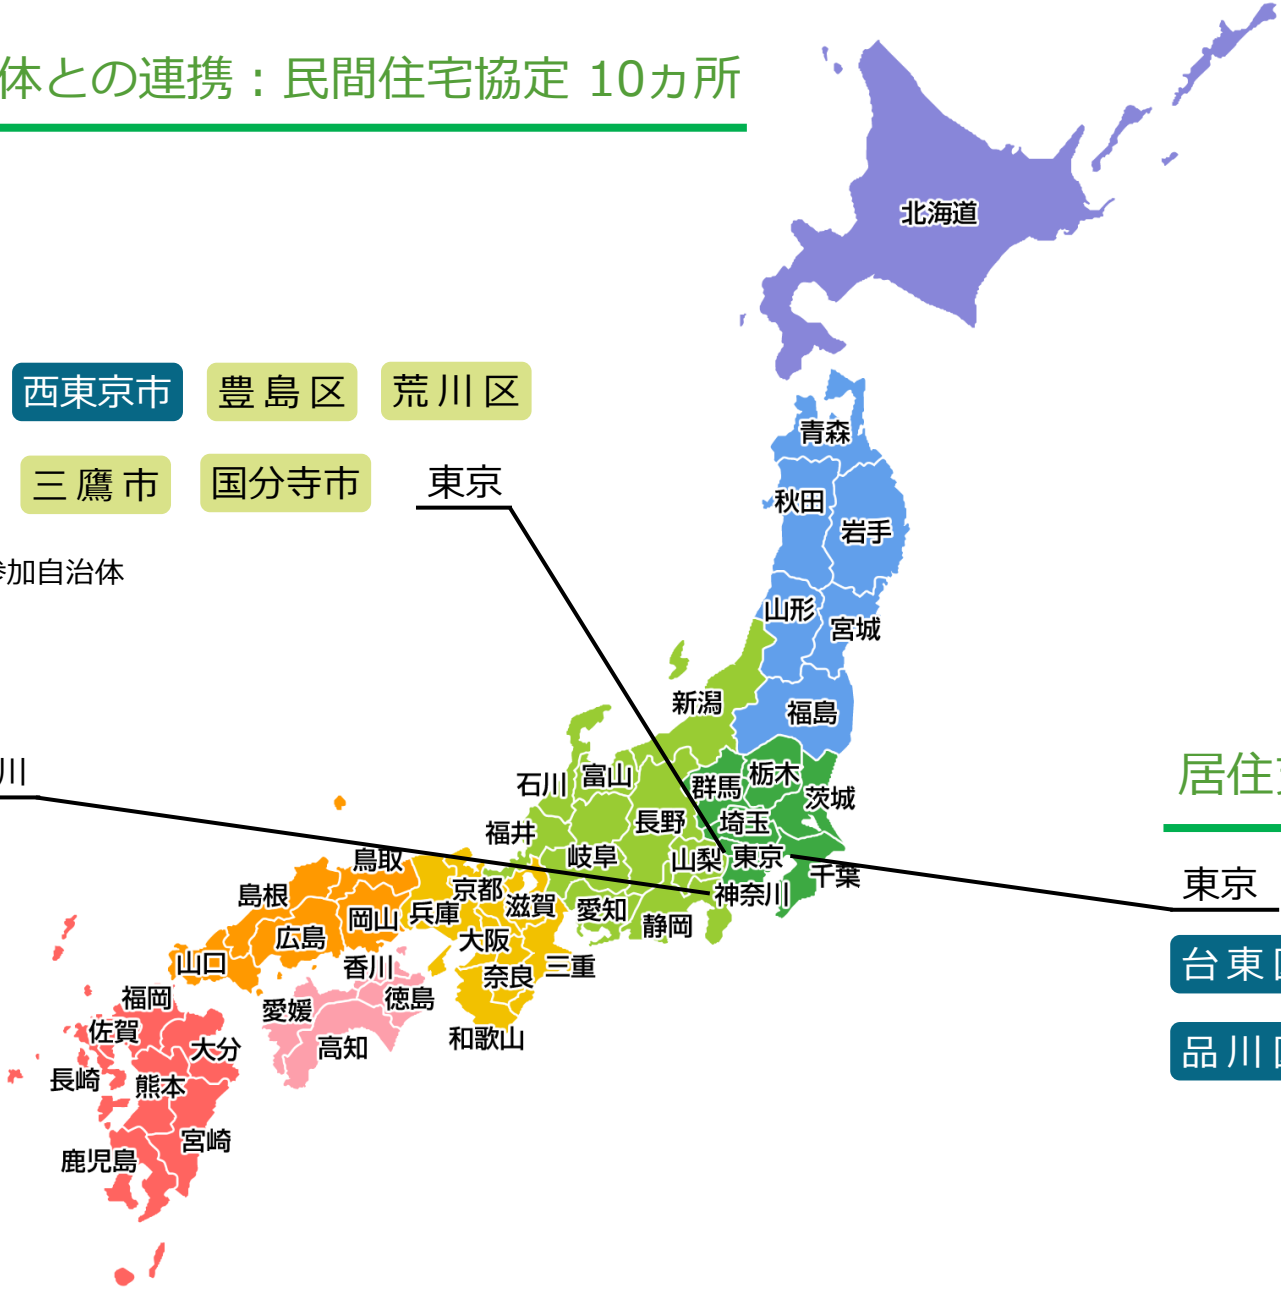 体との連携：民間住宅協定 10ヵ所
北海道
西東京市 豊島区 荒川区
三鷹市 国分寺市 東京
加自治体
川
青森
秋田
岩手
山形
宮城
新潟
福島
石川
富山
群馬
栃木
茨城
福井
長野
埼玉
岐阜
山梨
東京
千葉
神奈川
愛知
静岡
鳥取
島根
岡山
兵庫
京都
滋賀
広島
大阪
山口
香川
奈良
三重
愛媛
徳島
高知
和歌山
福岡
佐賀
大分
長崎
熊本
宮崎
鹿児島
居住
東京
台東
品川